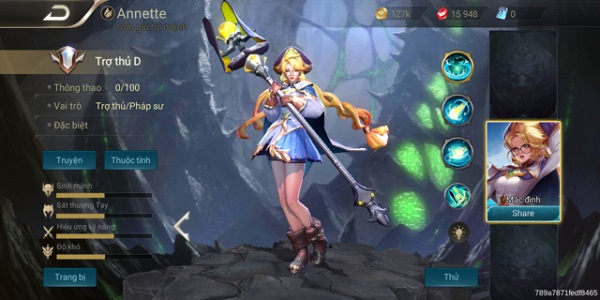 Annette
127k
15 948
0
Trợ thủ D
Thông thạo 0/100
Vai trò Trợ thủ/Pháp sư
Đặc biệt
Truyện
Thuộc tính
Sinh mệnh
Sát thương Tay
Hiệu ứng kỹ năng
Độ khó
Trang bị
Mặc định
Share
Thử
789a7871fedf8465